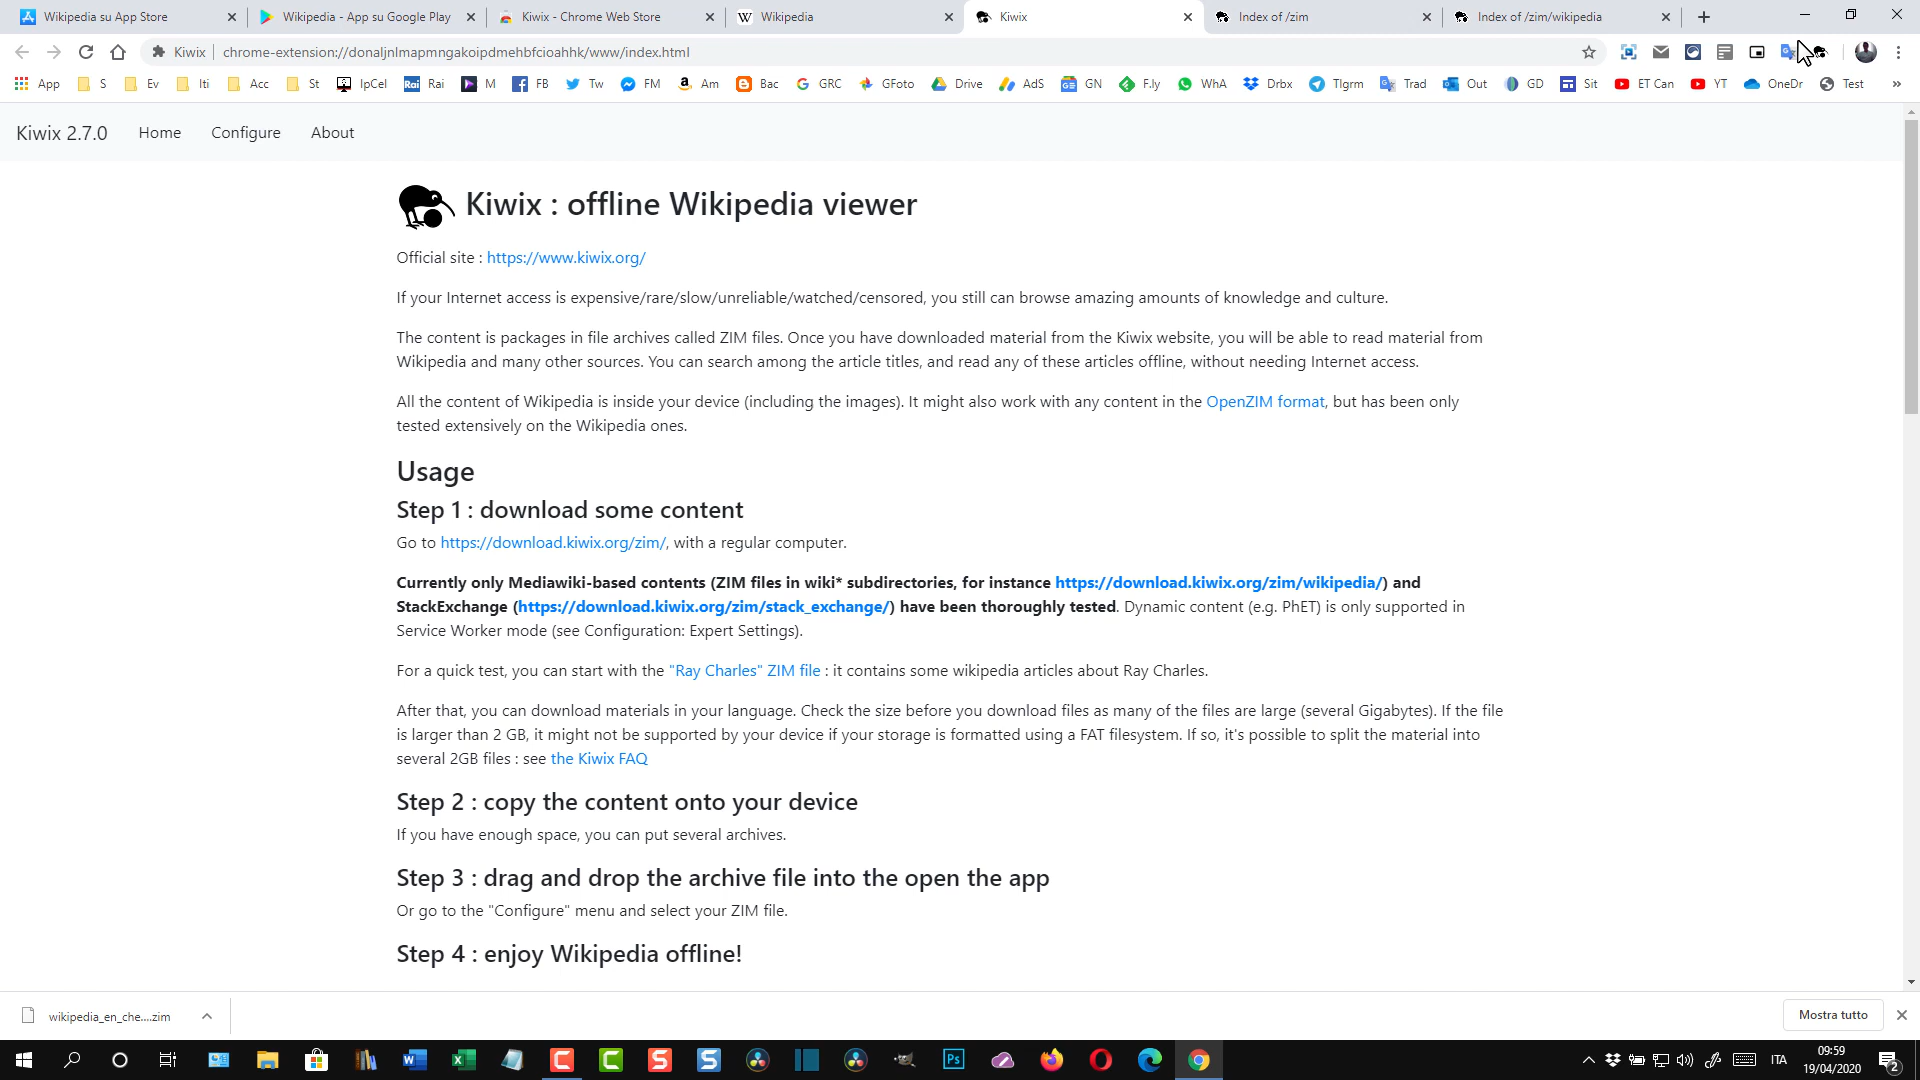 Wikipedia su App Store
Wikipedia - App su Google Play
Kiwix - Chrome Web Store
Wikipedia
Kiwix
Index of /zim
Index of /zim/wikipedia
Kiwix
chrome-extension://donaljnlmapmngakoipdmehbfcioahhk/www/index.html
App
S
Ev
Iti
Acc
St
IpCel
Rai
M
FB
Tw
FM
Am
Bac
GRC
GFoto
Drive
AdS
GN
F.ly
WhA
Drbx
Tlgrm
Trad
Out
GD
Sit
ET Can
YT
OneDr
Test
»
Kiwix 2.7.0
Home
Configure
About
Kiwix : offline Wikipedia viewer
Official site : https://www.kiwix.org/
If your Internet access is expensive/rare/slow/unreliable/watched/censored, you still can browse amazing amounts of knowledge and culture.
The content is packages in file archives called ZIM files. Once you have downloaded material from the Kiwix website, you will be able to read material from
Wikipedia and many other sources. You can search among the article titles, and read any of these articles offline, without needing Internet access.
All the content of Wikipedia is inside your device (including the images). It might also work with any content in the OpenZIM format, but has been only
tested extensively on the Wikipedia ones.
Usage
Step 1 : download some content
Go to https://download.kiwix.org/zim/, with a regular computer.
Currently only Mediawiki-based contents (ZIM files in wiki* subdirectories, for instance https://download.kiwix.org/zim/wikipedia/) and
StackExchange (https://download.kiwix.org/zim/stack_exchange/) have been thoroughly tested. Dynamic content (e.g. PhET) is only supported in
Service Worker mode (see Configuration: Expert Settings).
For a quick test, you can start with the "Ray Charles" ZIM file : it contains some wikipedia articles about Ray Charles.
After that, you can download materials in your language. Check the size before you download files as many of the files are large (several Gigabytes). If the file
is larger than 2 GB, it might not be supported by your device if your storage is formatted using a FAT filesystem. If so, it's possible to split the material into
several 2GB files : see the Kiwix FAQ
Step 2 : copy the content onto your device
If you have enough space, you can put several archives.
Step 3 : drag and drop the archive file into the open the app
Or go to the "Configure" menu and select your ZIM file.
Step 4 : enjoy Wikipedia offline!
wikipedia_en_che....zim
Mostra tutto
ITA
09:59
19/04/2020
2